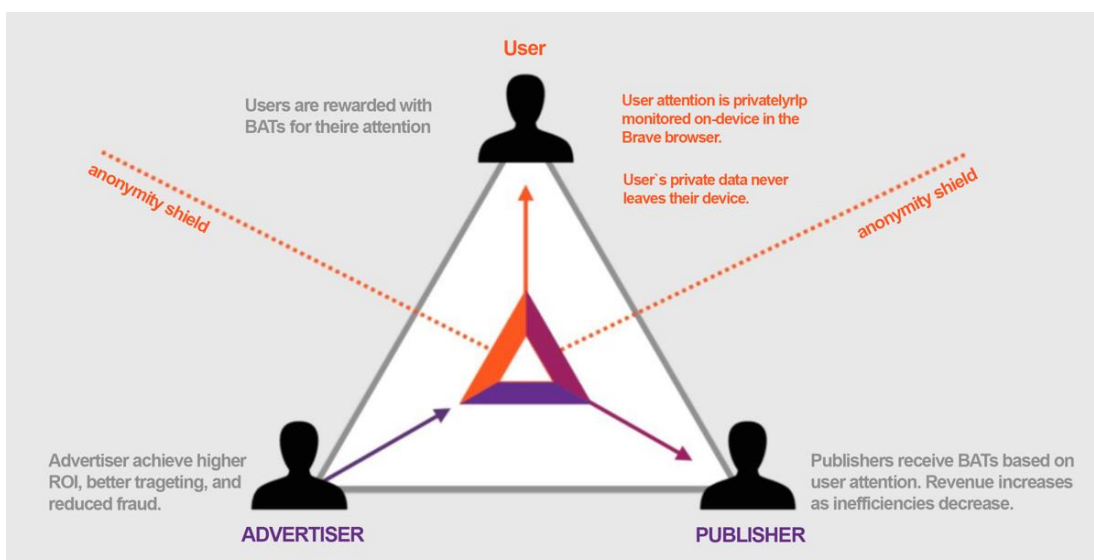 User
Users are rewarded with
BATs for theire attention
User attention is privatelyrlp
monitored on-device in the
Brave browser.
User`s private data never
leaves their device.
anonymity shield
anonymity shield
Advertiser achieve higher
ROI, better trageting, and
reduced fraud.
ADVERTISER
Publishers receive BATs based on
user attention. Revenue increases
as inefficiencies decrease.
PUBLISHER